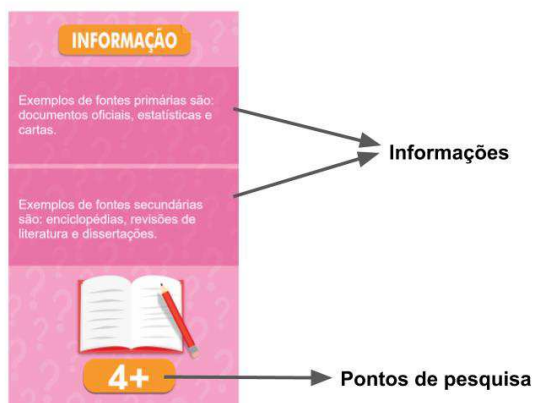 INFORMAÇÃO
Exemplos de fontes primárias são:
documentos oficiais, estatísticas e
cartas.
Informações
Exemplos de fontes secundárias
são: enciclopédias, revisões de
literatura e dissertações.
4+
Pontos de pesquisa